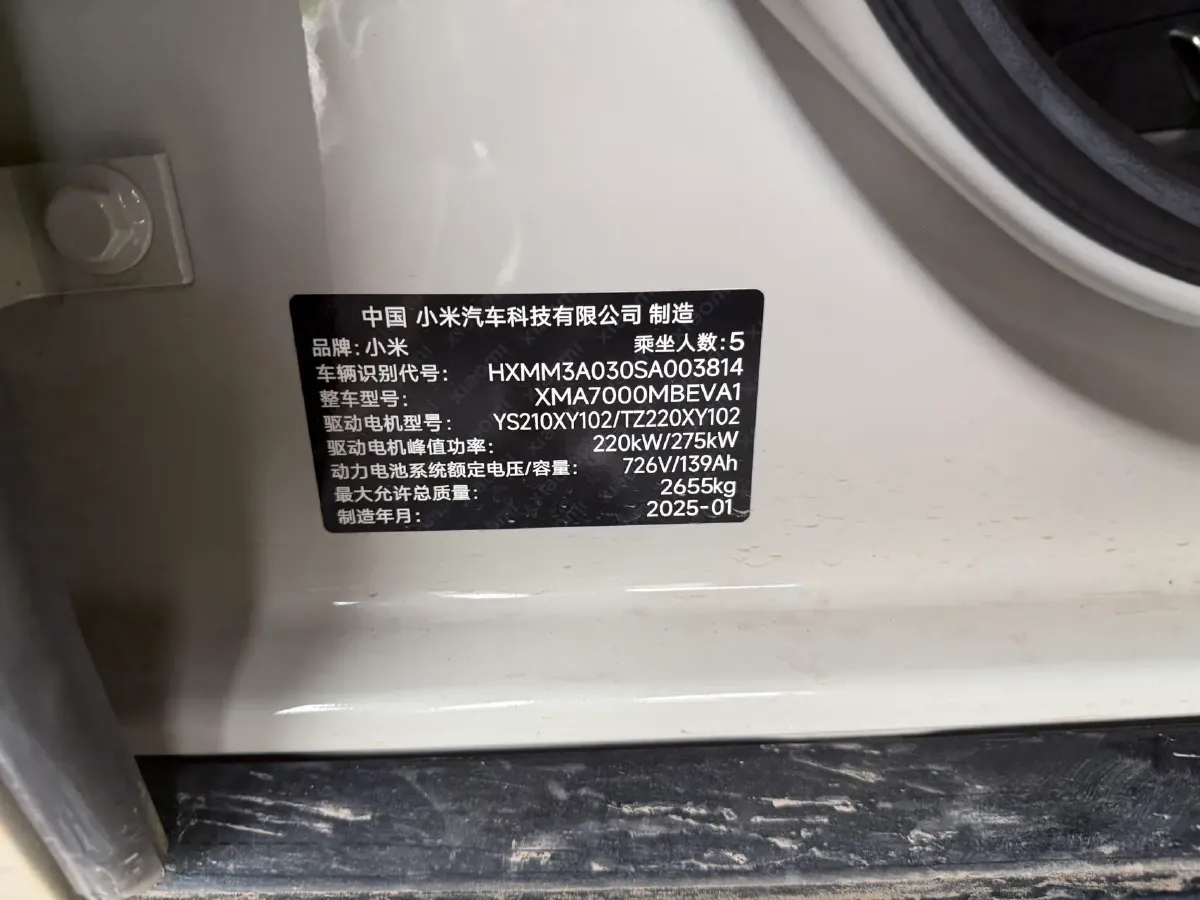 中国 小米汽车科技有限公司 制造
品牌: 小米 乘坐人数: 5
车辆识别代号: HXMM3A030SA003814
整车型号: XMA7000MBEVA1
驱动电机型号: YS210XY102/TZ220XY102
驱动电机峰值功率: 220kW/275kW
动力电池系统额定电压/容量: 726V/139Ah
最大允许总质量: 2655kg
制造年月: 2025-01